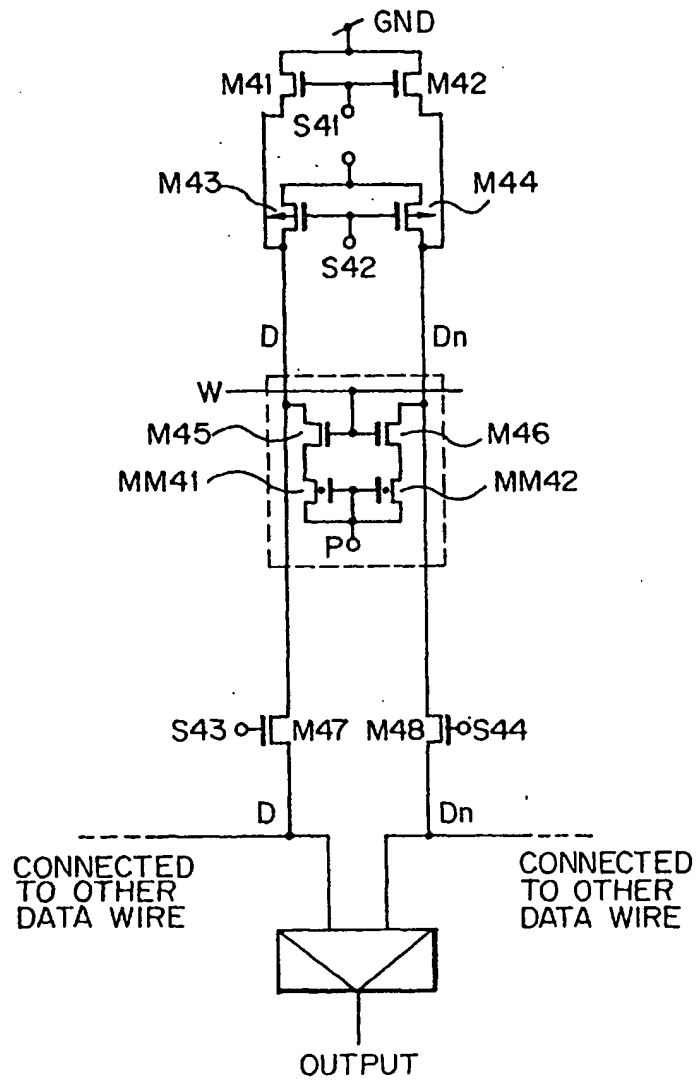 GND
M41
M42
S41
M43
M44
S42
D
Dn
W
M45
M46
MM41
MM42
P
S43
M47
M48
S44
D
Dn
CONNECTED
TO OTHER
DATA WIRE
CONNECTED
TO OTHER
DATA WIRE
OUTPUT